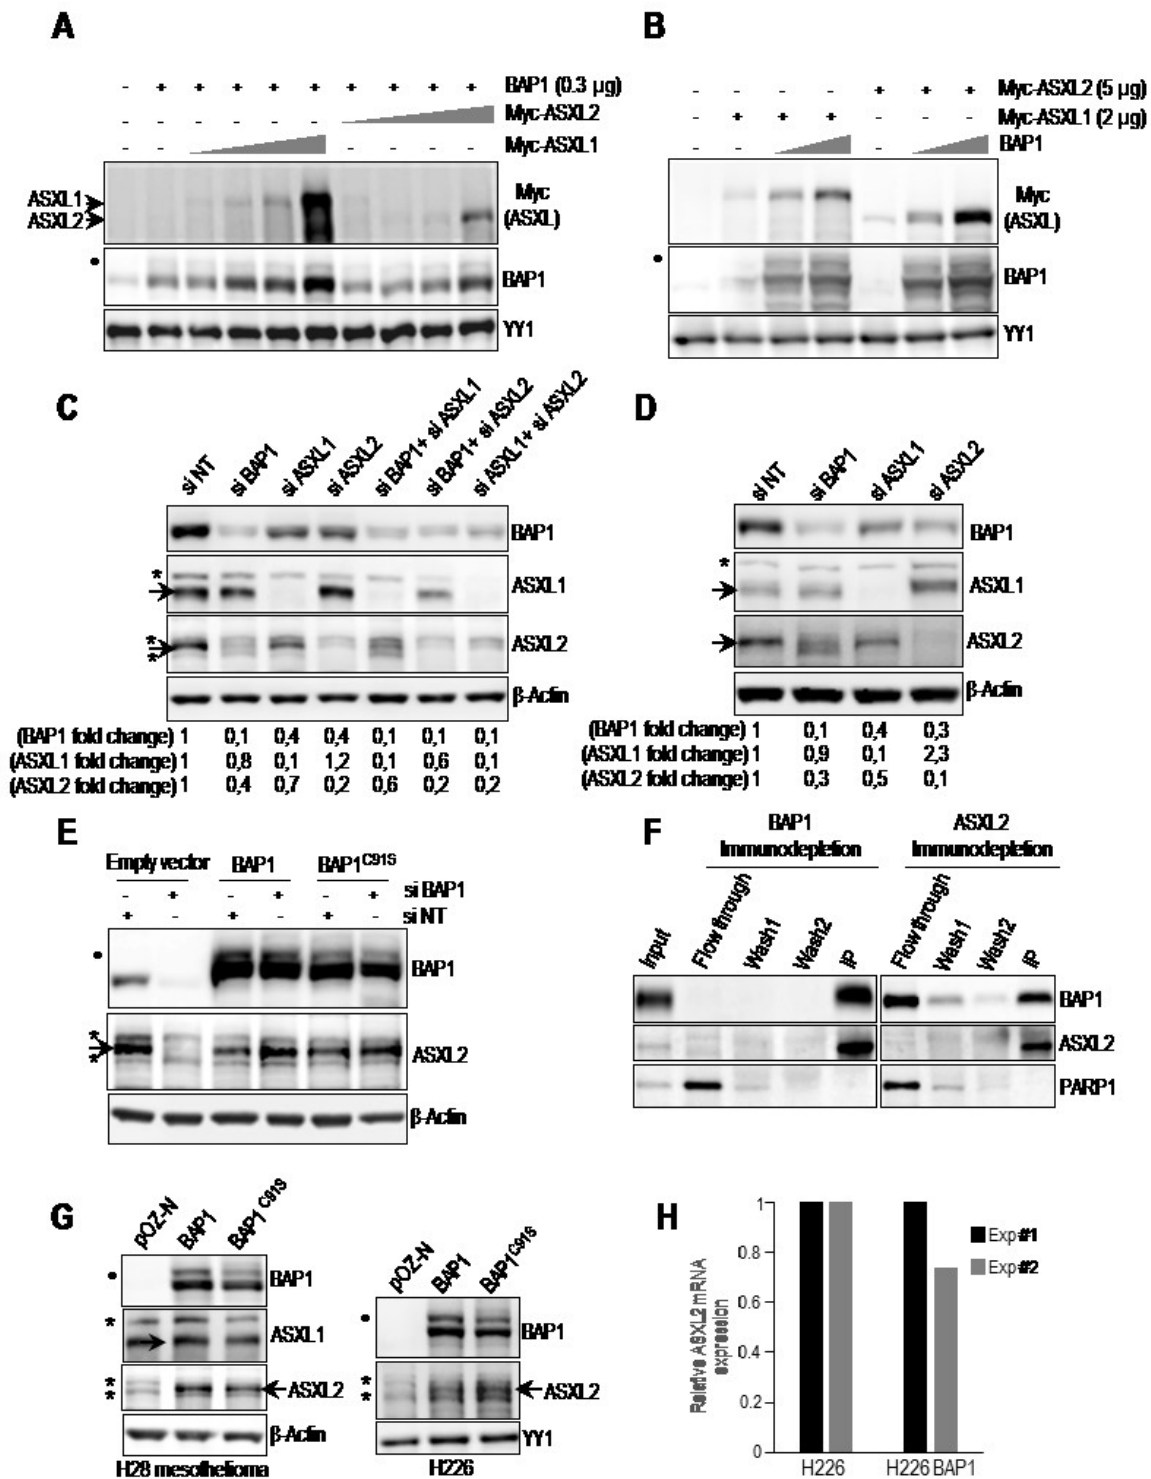 A
- + + + + + + + + + BAP1 (0.3 µg)
- - - - - - Myc-ASXL2
- - - - - - Myc-ASXL1
ASXL1
ASXL2
Myc
(ASXL)
BAP1
YY1
B
- - - - + + + Myc-ASXL2 (5 µg)
- + + + - - - Myc-ASXL1 (2 µg)
- - - BAP1
Myc
(ASXL)
BAP1
YY1
C
si NT
si BAP1
si ASXL1
si ASXL2
si BAP1+ si ASXL1
si BAP1+ si ASXL2
si ASXL1+ si ASXL2
BAP1
* ASXL1
* ASXL2
*
β-Actin
(BAP1 fold change) 1 0,1 0,4 0,4 0,1 0,1 0,1
(ASXL1 fold change) 1 0,8 0,1 1,2 0,1 0,6 0,1
(ASXL2 fold change) 1 0,4 0,7 0,2 0,6 0,2 0,2
D
si NT
si BAP1
si ASXL1
si ASXL2
BAP1
* ASXL1
ASXL2
β-Actin
(BAP1 fold change) 1 0,1 0,4 0,3
(ASXL1 fold change) 1 0,9 0,1 2,3
(ASXL2 fold change) 1 0,3 0,5 0,1
E
Empty vector BAP1 BAP1C91S
- + - + - + si BAP1
+ - + - + - si NT
BAP1
* ASXL2
*
β-Actin
F
BAP1
Immunodepletion
ASXL2
Immunodepletion
Input
Flow through
Wash1
Wash2
IP
Flow through
Wash1
Wash2
IP
BAP1
ASXL2
PARP1
G
pOZ-N
BAP1
BAP1C91S
BAP1
* ASXL1
* ASXL2
*
β-Actin
H28 mesothelioma
pOZ-N
BAP1
BAP1C91S
BAP1
* ASXL2
*
YY1
H226
H
Relative ASXL2 mRNA
expression
1
0.8
0.6
0.4
0.2
0
H226 H226 BAP1
Exp#1
Exp#2